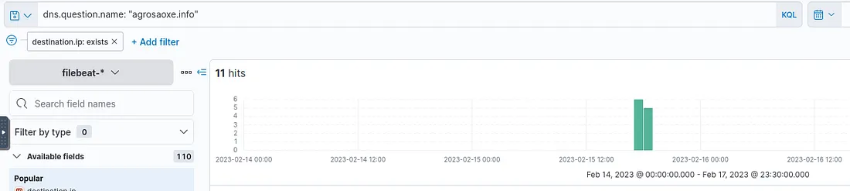 dns.question.name: "agrosaoxe.info"
KQL
destination.ip: exists ×
+ Add filter
filebeat-*
11 hits
Search field names
Filter by type 0
Available fields 110
Popular
destination.ip
6
5
4
3
2
1
0
2023-02-14 00:00
2023-02-14 12:00
2023-02-15 00:00
2023-02-15 12:00
2023-02-16 00:00
2023-02-16 12:00
Feb 14, 2023 @ 00:00:00.000 - Feb 17, 2023 @ 23:30:00.000